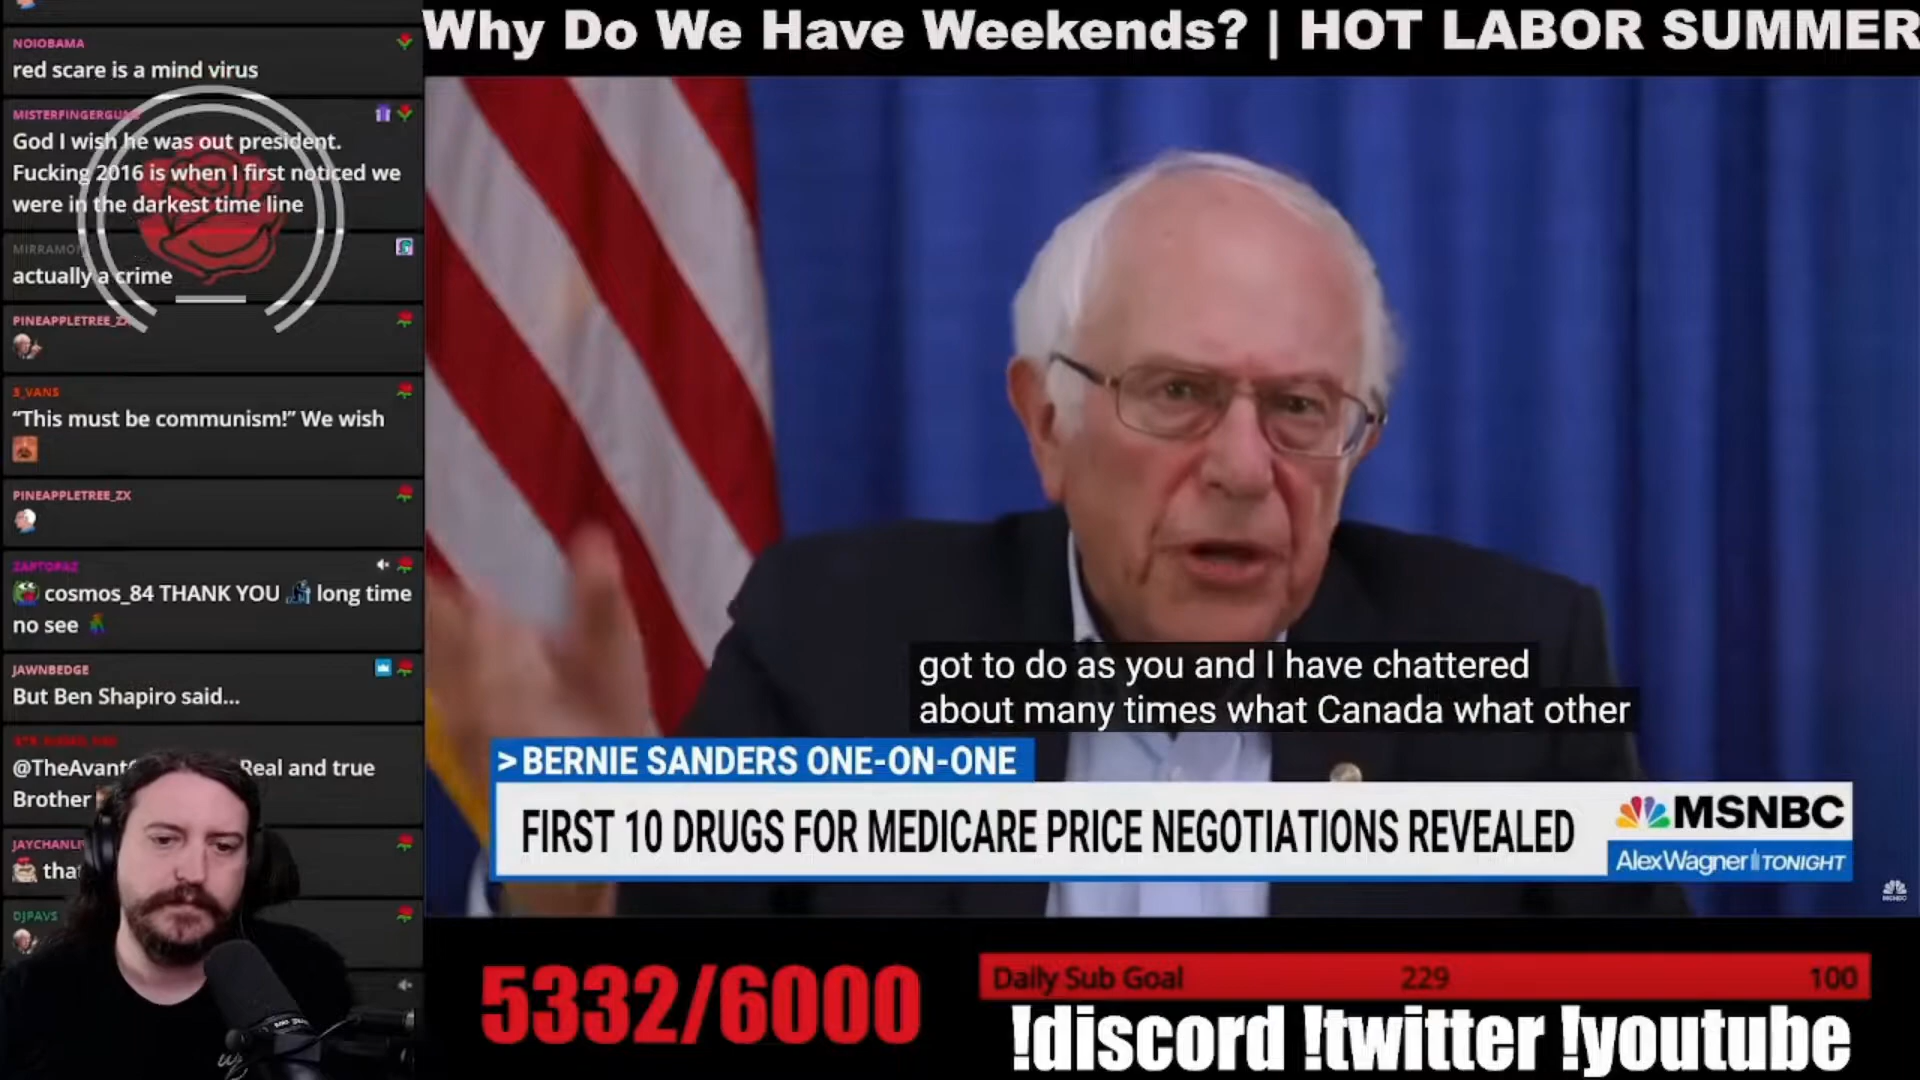 Why Do We Have Weekends? | HOT LABOR SUMMER
NOIOBAMA
red scare is a mind virus
God I wish he was out president.
Fucking 2016 is when I first noticed we
were in the darkest time line
actually a crime
PINEAPPLETREE_ZX
3_VANS
“This must be communism!” We wish
PINEAPPLETREE_ZX
ZAPTOPAZ
cosmos_84 THANK YOU long time
no see
JAWNBEDGE
But Ben Shapiro said...
Real and true
Brother
DJPAVS
got to do as you and I have chattered
about many times what Canada what other
>BERNIE SANDERS ONE-ON-ONE
FIRST 10 DRUGS FOR MEDICARE PRICE NEGOTIATIONS REVEALED
MSNBC
AlexWagner TONIGHT
MSNBC
5332/6000
Daily Sub Goal 229 100
!discord !twitter !youtube